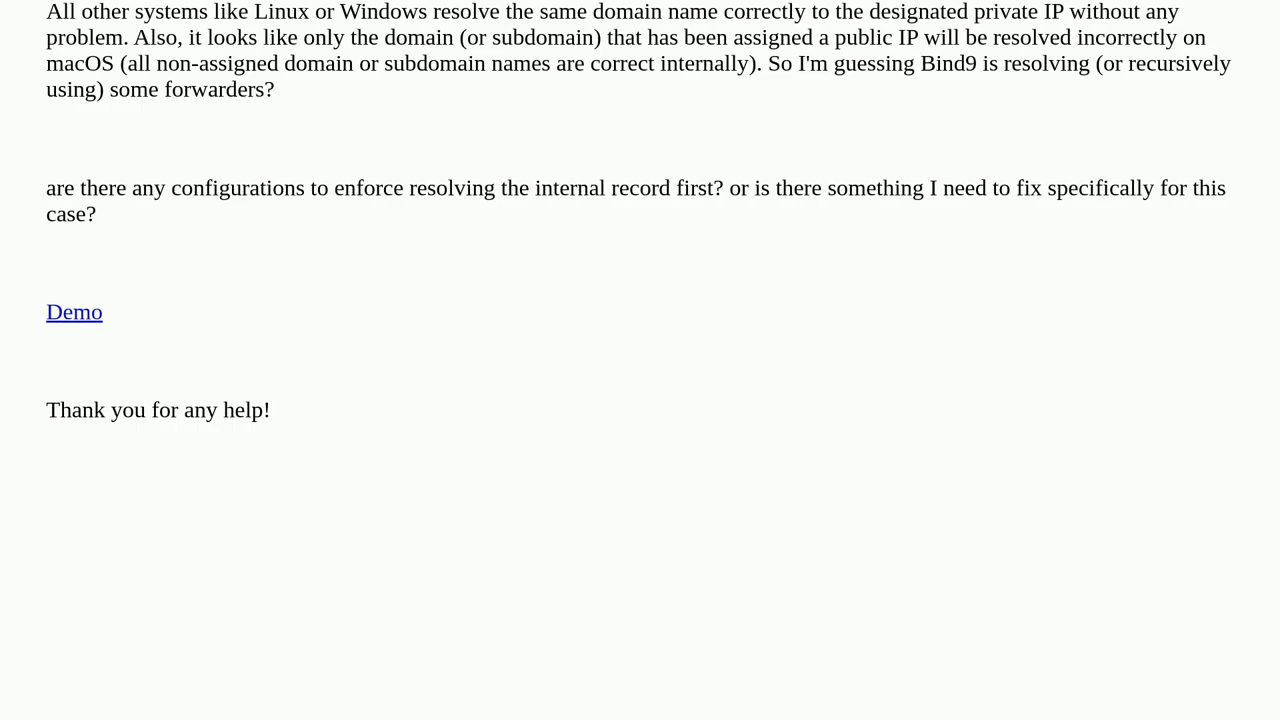 All other systems like Linux or Windows resolve the same domain name correctly to the designated private IP without any
problem. Also, it looks like only the domain (or subdomain) that has been assigned a public IP will be resolved incorrectly on
macOS (all non-assigned domain or subdomain names are correct internally). So I'm guessing Bind9 is resolving (or recursively
using) some forwarders?
are there any configurations to enforce resolving the internal record first? or is there something I need to fix specifically for this
case?
Demo
Thank you for any help!